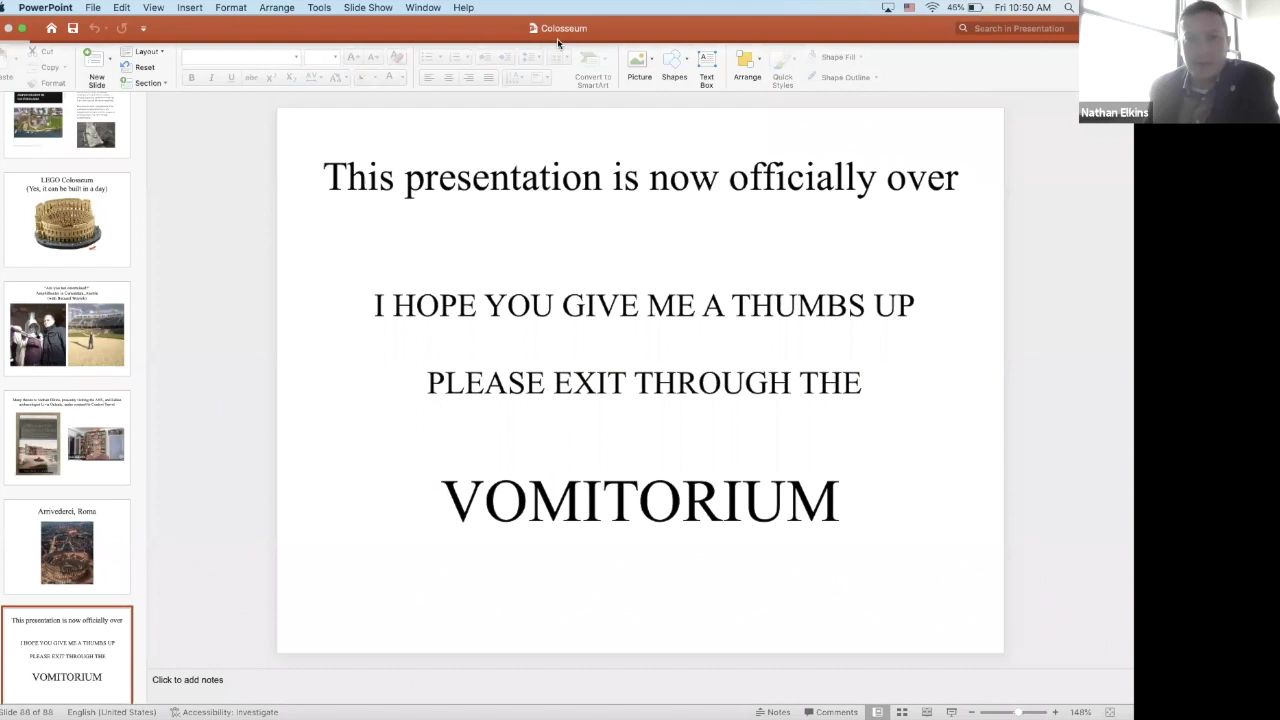 PowerPoint File Edit View Insert Format Arrange Tools Slide Show Window Help 46% Fri 10:50 AM
Colosseum
Search in Presentation
Copy
Format
New Slide
Layout
Reset
Section
Convert to SmartArt
Picture
Shapes
Text Box
Arrange
Quick Styles
Shape Fill
Shape Outline
Nathan Elkins
LEGO Colosseum
(Yes, it can be built in a day)
Arrivederci, Roma
This presentation is now officially over
I HOPE YOU GIVE ME A THUMBS UP
PLEASE EXIT THROUGH THE
VOMITORIUM
This presentation is now officially over
I HOPE YOU GIVE ME A THUMBS UP
PLEASE EXIT THROUGH THE
VOMITORIUM
Click to add notes
Slide 88 of 88 English (United States) Accessibility: Investigate Notes Comments 148%